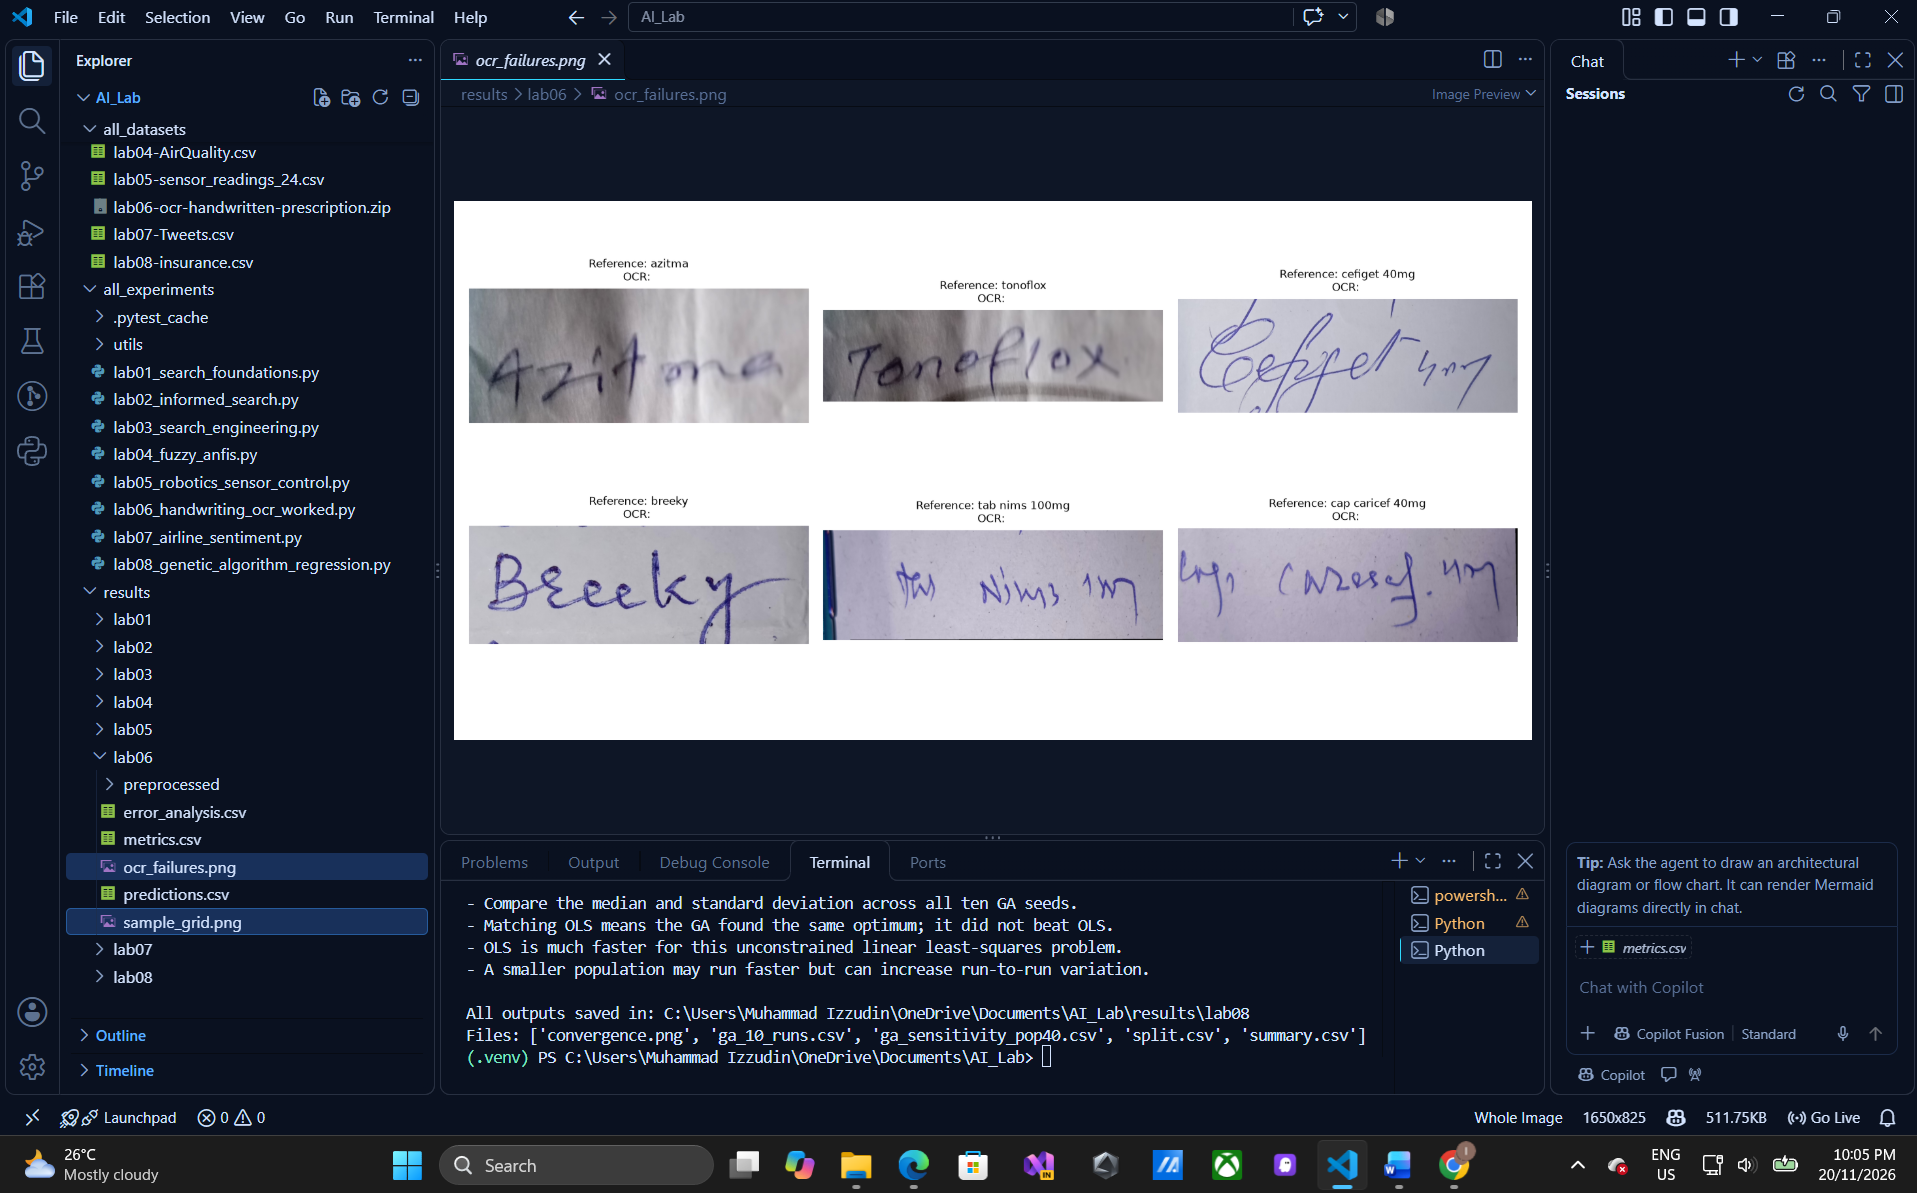 File Edit Selection View Go Run Terminal Help
AI_Lab
Explorer
AI_Lab
all_datasets
lab04-AirQuality.csv
lab05-sensor_readings_24.csv
lab06-ocr-handwritten-prescription.zip
lab07-Tweets.csv
lab08-insurance.csv
all_experiments
.pytest_cache
utils
lab01_search_foundations.py
lab02_informed_search.py
lab03_search_engineering.py
lab04_fuzzy_anfis.py
lab05_robotics_sensor_control.py
lab06_handwriting_ocr_worked.py
lab07_airline_sentiment.py
lab08_genetic_algorithm_regression.py
results
lab01
lab02
lab03
lab04
lab05
lab06
preprocessed
error_analysis.csv
metrics.csv
ocr_failures.png
predictions.csv
sample_grid.png
lab07
lab08
Outline
Timeline
ocr_failures.png
results > lab06 > ocr_failures.png
Image Preview
Reference: azitma
OCR:
Azitma
Reference: tonoflox
OCR:
Tonoflox
Reference: cefiget 40mg
OCR:
Cefiget
Reference: breeky
OCR:
Breeky
Reference: tab nims 100mg
OCR:
Nims
Reference: cap caricef 40mg
OCR:
Problems Output Debug Console Terminal Ports
- Compare the median and standard deviation across all ten GA seeds.
- Matching OLS means the GA found the same optimum; it did not beat OLS.
- OLS is much faster for this unconstrained linear least-squares problem.
- A smaller population may run faster but can increase run-to-run variation.
All outputs saved in: C:\Users\Muhammad Izzudin\OneDrive\Documents\AI_Lab\results\lab08
Files: ['convergence.png', 'ga_10_runs.csv', 'ga_sensitivity_pop40.csv', 'split.csv', 'summary.csv']
(.venv) PS C:\Users\Muhammad Izzudin\OneDrive\Documents\AI_Lab>
powersh...
Python
Python
Chat
Sessions
Tip: Ask the agent to draw an architectural
diagram or flow chart. It can render Mermaid
diagrams directly in chat.
metrics.csv
Chat with Copilot
Copilot Fusion Standard
Copilot
Launchpad 0 0
Whole Image 1650x825 511.75KB Go Live
26°C
Mostly cloudy
Search
ENG
US
10:05 PM
20/11/2026